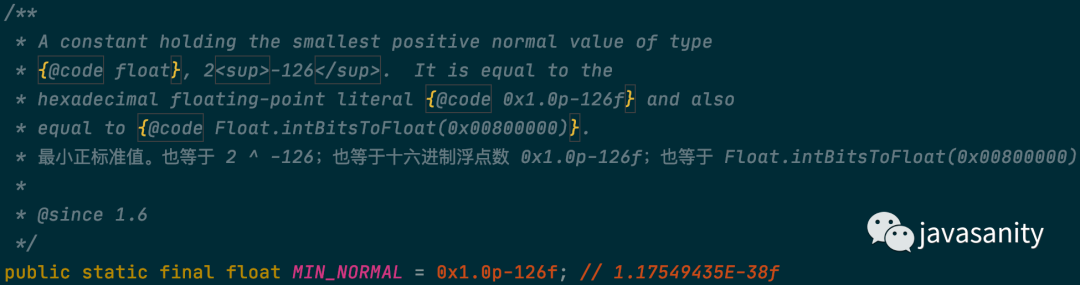 /**
* A constant holding the smallest positive normal value of type
* {@code float}, 2<sup>-126</sup>.  It is equal to the
* hexadecimal floating-point literal {@code 0x1.0p-126f} and also
* equal to {@code Float.intBitsToFloat(0x00800000)}.
* 最小正标准值。也等于 2 ^ -126；也等于十六进制浮点数 0x1.0p-126f；也等于 Float.intBitsToFloat(0x00800000)
*
* @since 1.6
*/
javasanity
public static final float MIN_NORMAL = 0x1.0p-126f; // 1.17549435E-38f